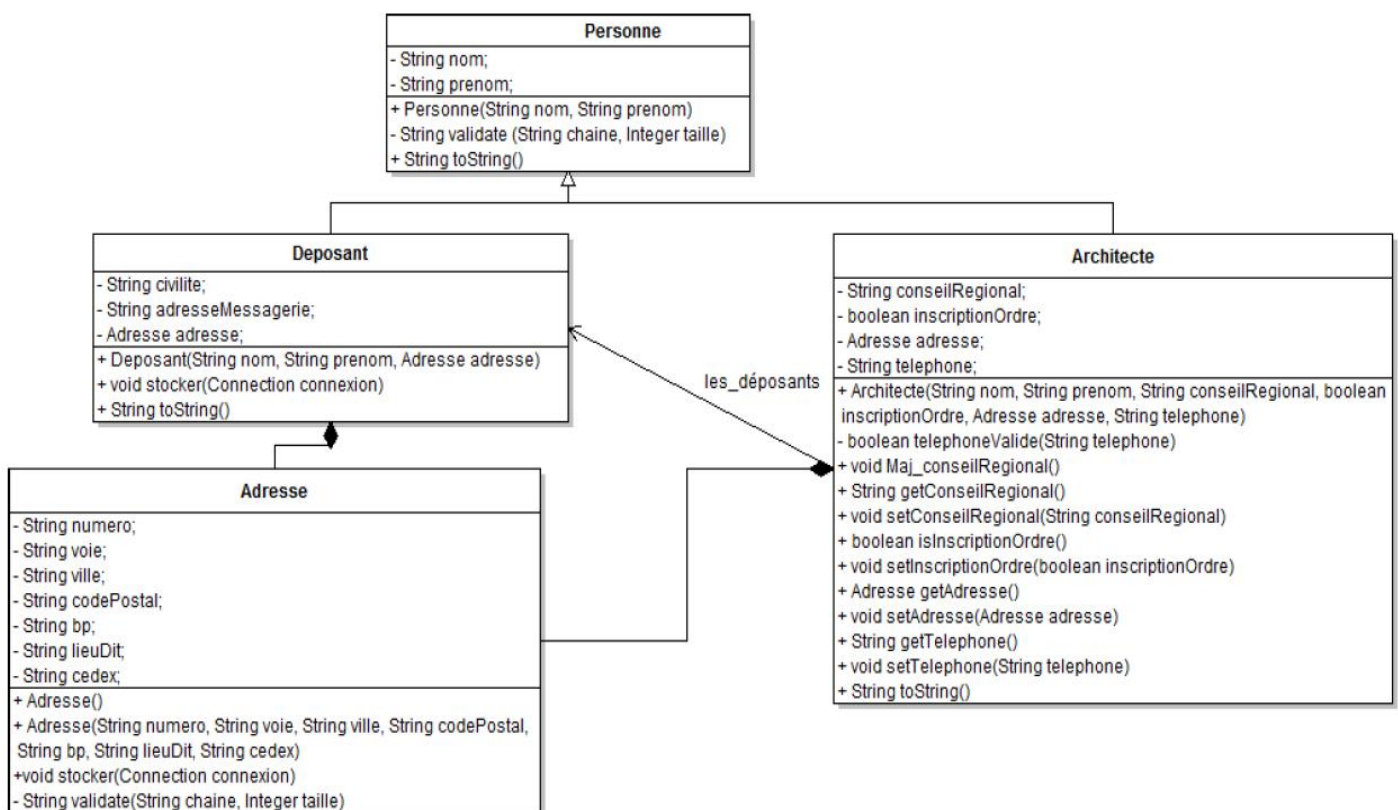 Personne
- String nom;
- String prenom;
+ Personne(String nom, String prenom)
- String validate (String chaine, Integer taille)
+ String toString()
Deposant
- String civilite;
- String adresseMessagerie;
- Adresse adresse;
+ Deposant(String nom, String prenom, Adresse adresse)
+ void stocker(Connection connexion)
+ String toString()
les_déposants
Architecte
- String conseilRegional;
- boolean inscriptionOrdre;
- Adresse adresse;
- String telephone;
+ Architecte(String nom, String prenom, String conseilRegional, boolean
inscriptionOrdre, Adresse adresse, String telephone)
- boolean telephoneValide(String telephone)
+ void Maj_conseilRegional()
+ String getConseilRegional()
+ void setConseilRegional(String conseilRegional)
+ boolean isInscriptionOrdre()
+ void setInscriptionOrdre(boolean inscriptionOrdre)
+ Adresse getAdresse()
+ void setAdresse(Adresse adresse)
+ String getTelephone()
+ void setTelephone(String telephone)
+ String toString()
Adresse
- String numero;
- String voie;
- String ville;
- String codePostal;
- String bp;
- String lieuDit;
- String cedex;
+ Adresse()
+ Adresse(String numero, String voie, String ville, String codePostal,
String bp, String lieuDit, String cedex)
+void stocker(Connection connexion)
- String validate(String chaine, Integer taille)